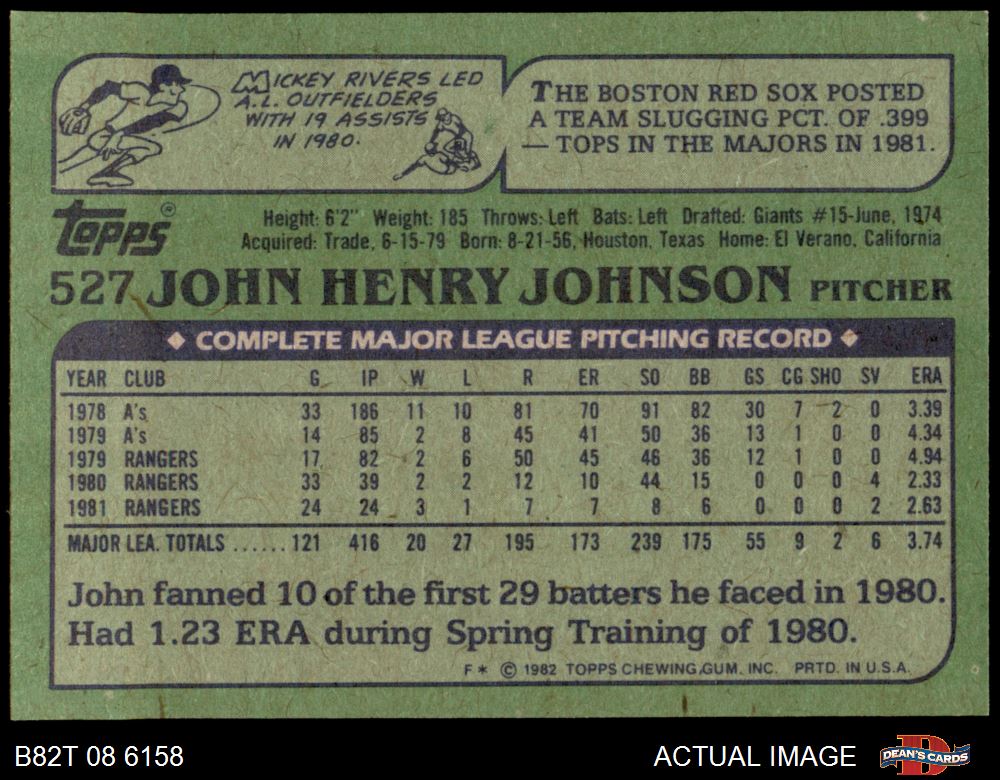 MICKEY RIVERS LED
A.L. OUTFIELDERS
WITH 19 ASSISTS
IN 1980.
THE BOSTON RED SOX POSTED
A TEAM SLUGGING PCT. OF .399
— TOPS IN THE MAJORS IN 1981.
topps®
Height: 6'2" Weight: 185 Throws: Left Bats: Left Drafted: Giants #15-June, 1974
Acquired: Trade, 6-15-79 Born: 8-21-56, Houston, Texas Home: El Verano, California
527 JOHN HENRY JOHNSON PITCHER
◆ COMPLETE MAJOR LEAGUE PITCHING RECORD ◆
YEAR CLUB G IP W L R ER SO BB GS CG SHO SV ERA
1978 A's 33 186 11 10 81 70 91 82 30 7 2 0 3.39
1979 A's 14 85 2 8 45 41 50 36 13 1 0 0 4.34
1979 RANGERS 17 82 2 6 50 45 46 36 12 1 0 0 4.94
1980 RANGERS 33 39 2 2 12 10 44 15 0 0 0 4 2.33
1981 RANGERS 24 24 3 1 7 7 8 6 0 0 0 2 2.63
MAJOR LEA. TOTALS ...... 121 416 20 27 195 173 239 175 55 9 2 6 3.74
John fanned 10 of the first 29 batters he faced in 1980.
Had 1.23 ERA during Spring Training of 1980.
F* © 1982 TOPPS CHEWING GUM, INC. PRTD. IN U.S.A.
B82T 08 6158 ACTUAL IMAGE DEAN'S CARDS